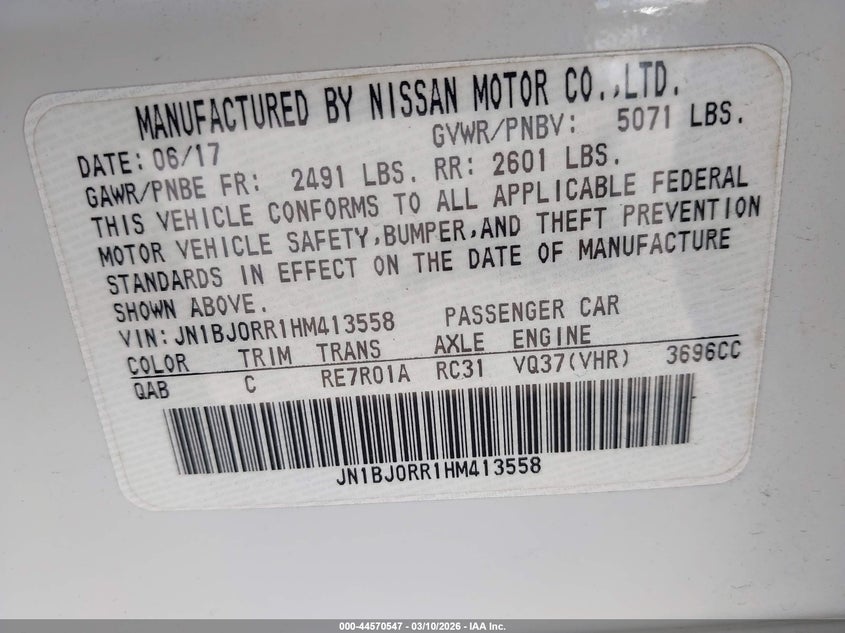 MANUFACTURED BY NISSAN MOTOR CO.,LTD.
DATE: 06/17 GVWR/PNBV: 5071 LBS.
GAWR/PNBE FR: 2491 LBS. RR: 2601 LBS.
THIS VEHICLE CONFORMS TO ALL APPLICABLE FEDERAL
MOTOR VEHICLE SAFETY,BUMPER,AND THEFT PREVENTION
STANDARDS IN EFFECT ON THE DATE OF MANUFACTURE
SHOWN ABOVE.
VIN: JN1BJ0RR1HM413558 PASSENGER CAR
COLOR TRIM TRANS AXLE ENGINE
QAB C RE7R01A RC31 VQ37(VHR) 3696CC
JN1BJ0RR1HM413558
000-44570547 - 03/10/2026 - IAA Inc.